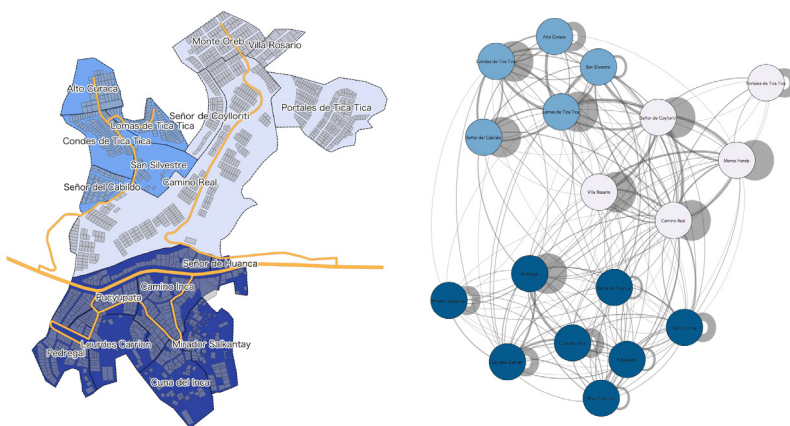 Monte Oreb
Villa Rosario
Alto Curaca
Señor de Coylloriti
Portales de Tica Tica
Lomas de Tica Tica
Condes de Tica Tica
San Silvestre
Camino Real
Señor del Cabildo
Señor de Huanca
Camino Inca
Pucyupata
Lourdes Carrion
Mirador Salkantay
Pedregal
Cuna del Inca
Alto Curaca
Condes de Tica Tica
San Silvestre
Portales de Tica Tica
Lomas de Tica Tica
Señor de Coylloriti
Señor del Cabildo
Villa Rosario
Camino Real